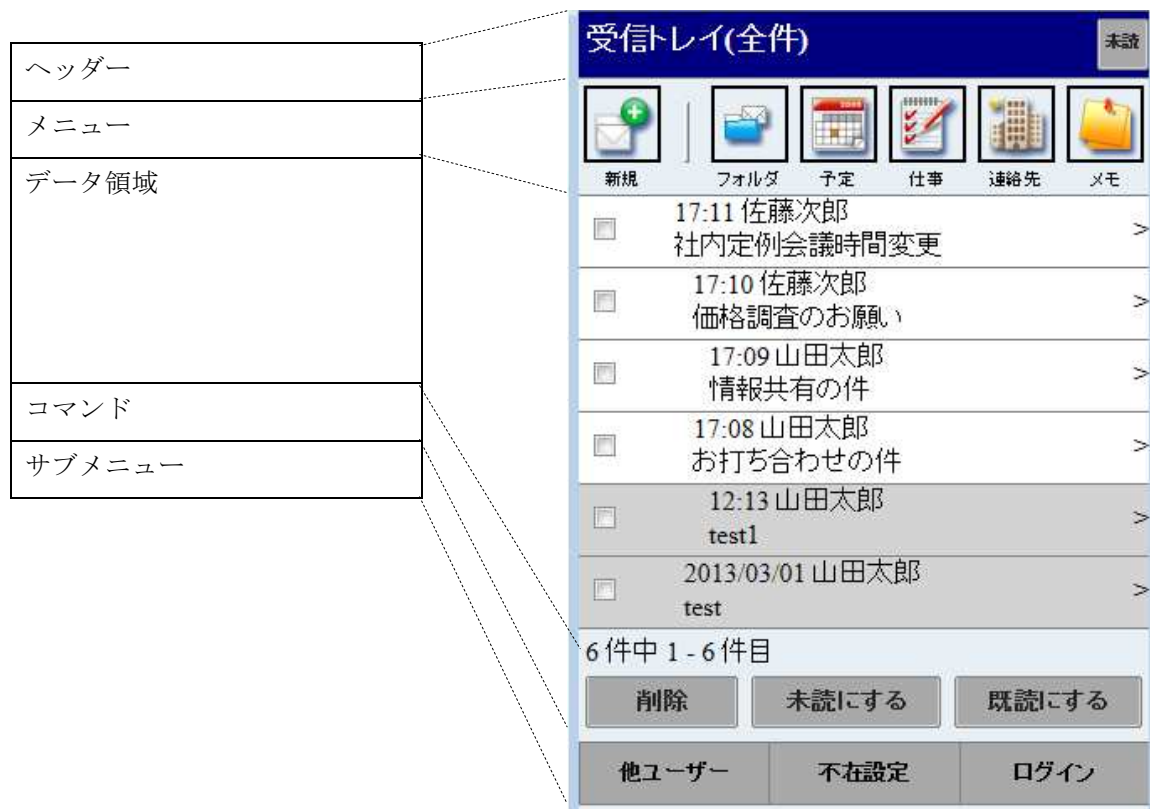 ヘッダー
メニュー
データ領域
コマンド
サブメニュー
受信トレイ(全件)
未読
新規
フォルダ
予定
仕事
連絡先
メモ
17:11 佐藤次郎
社内定例会議時間変更
>
17:10 佐藤次郎
価格調査のお願い
>
17:09 山田太郎
情報共有の件
>
17:08 山田太郎
お打ち合わせの件
>
12:13 山田太郎
test1
>
2013/03/01 山田太郎
test
>
6 件中 1 - 6 件目
削除
未読にする
既読にする
他ユーザー
不在設定
ログイン